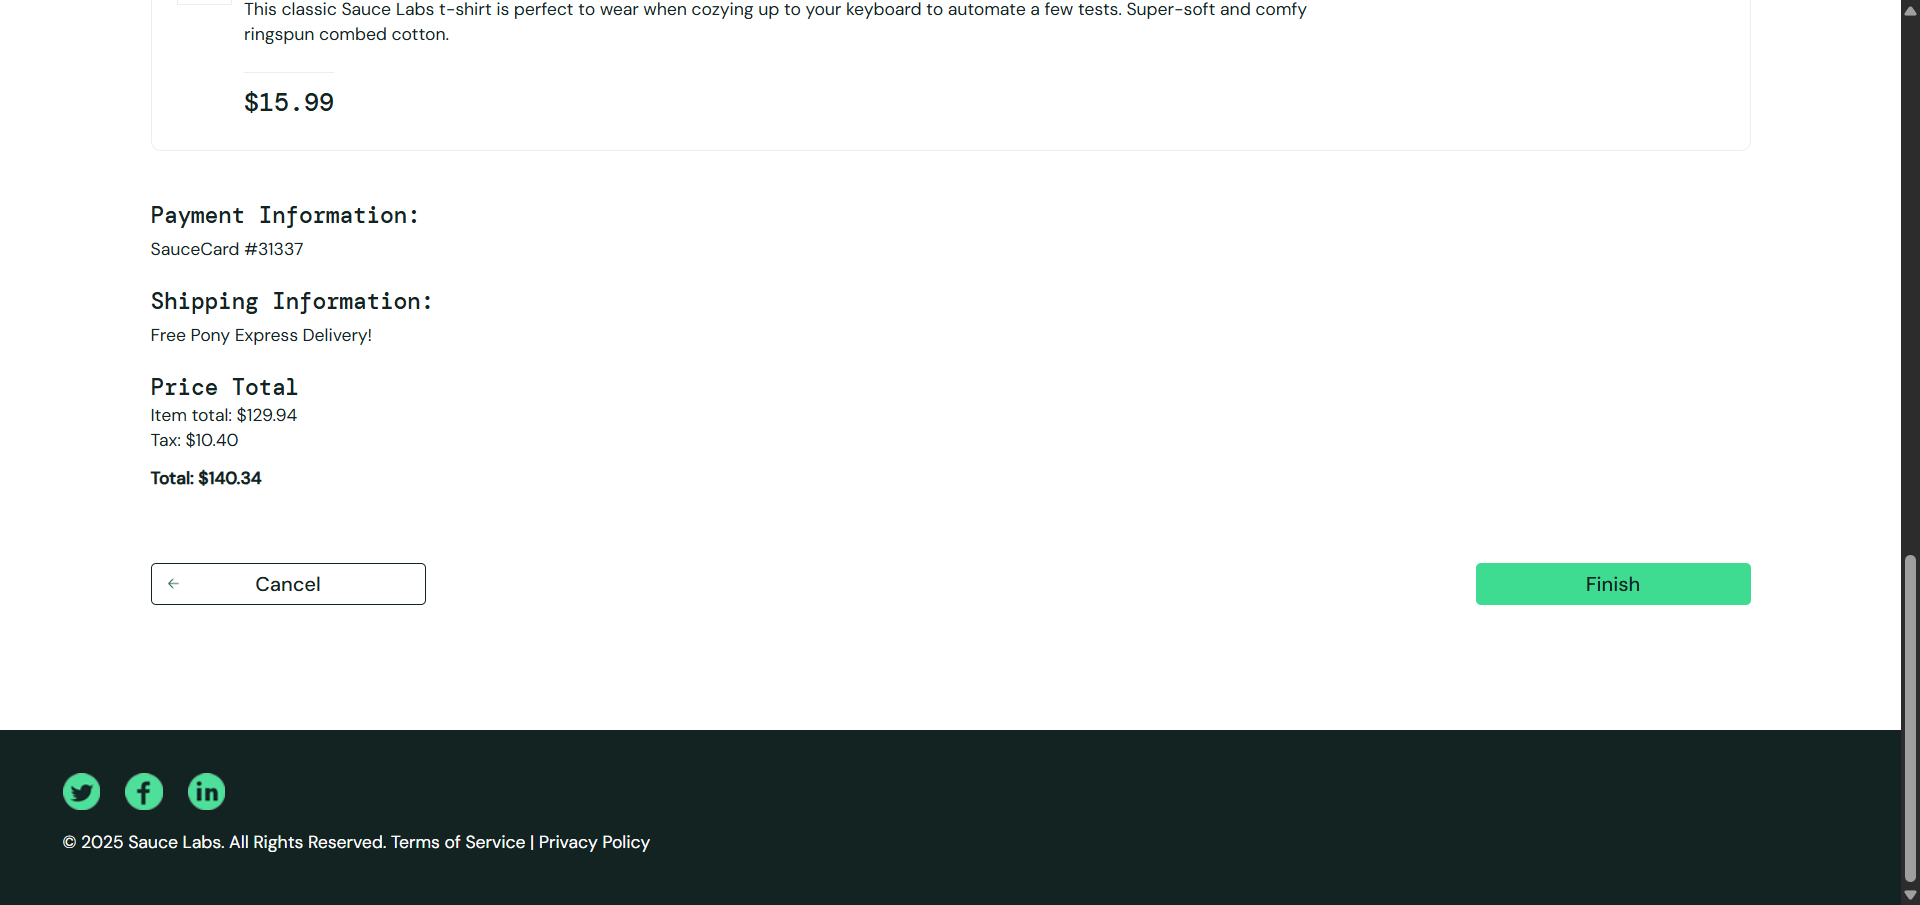 This classic Sauce Labs t-shirt is perfect to wear when cozying up to your keyboard to automate a few tests. Super-soft and comfy
ringspun combed cotton.
$15.99
Payment Information:
SauceCard #31337
Shipping Information:
Free Pony Express Delivery!
Price Total
Item total: $129.94
Tax: $10.40
Total: $140.34
Cancel
Finish
© 2025 Sauce Labs. All Rights Reserved. Terms of Service | Privacy Policy